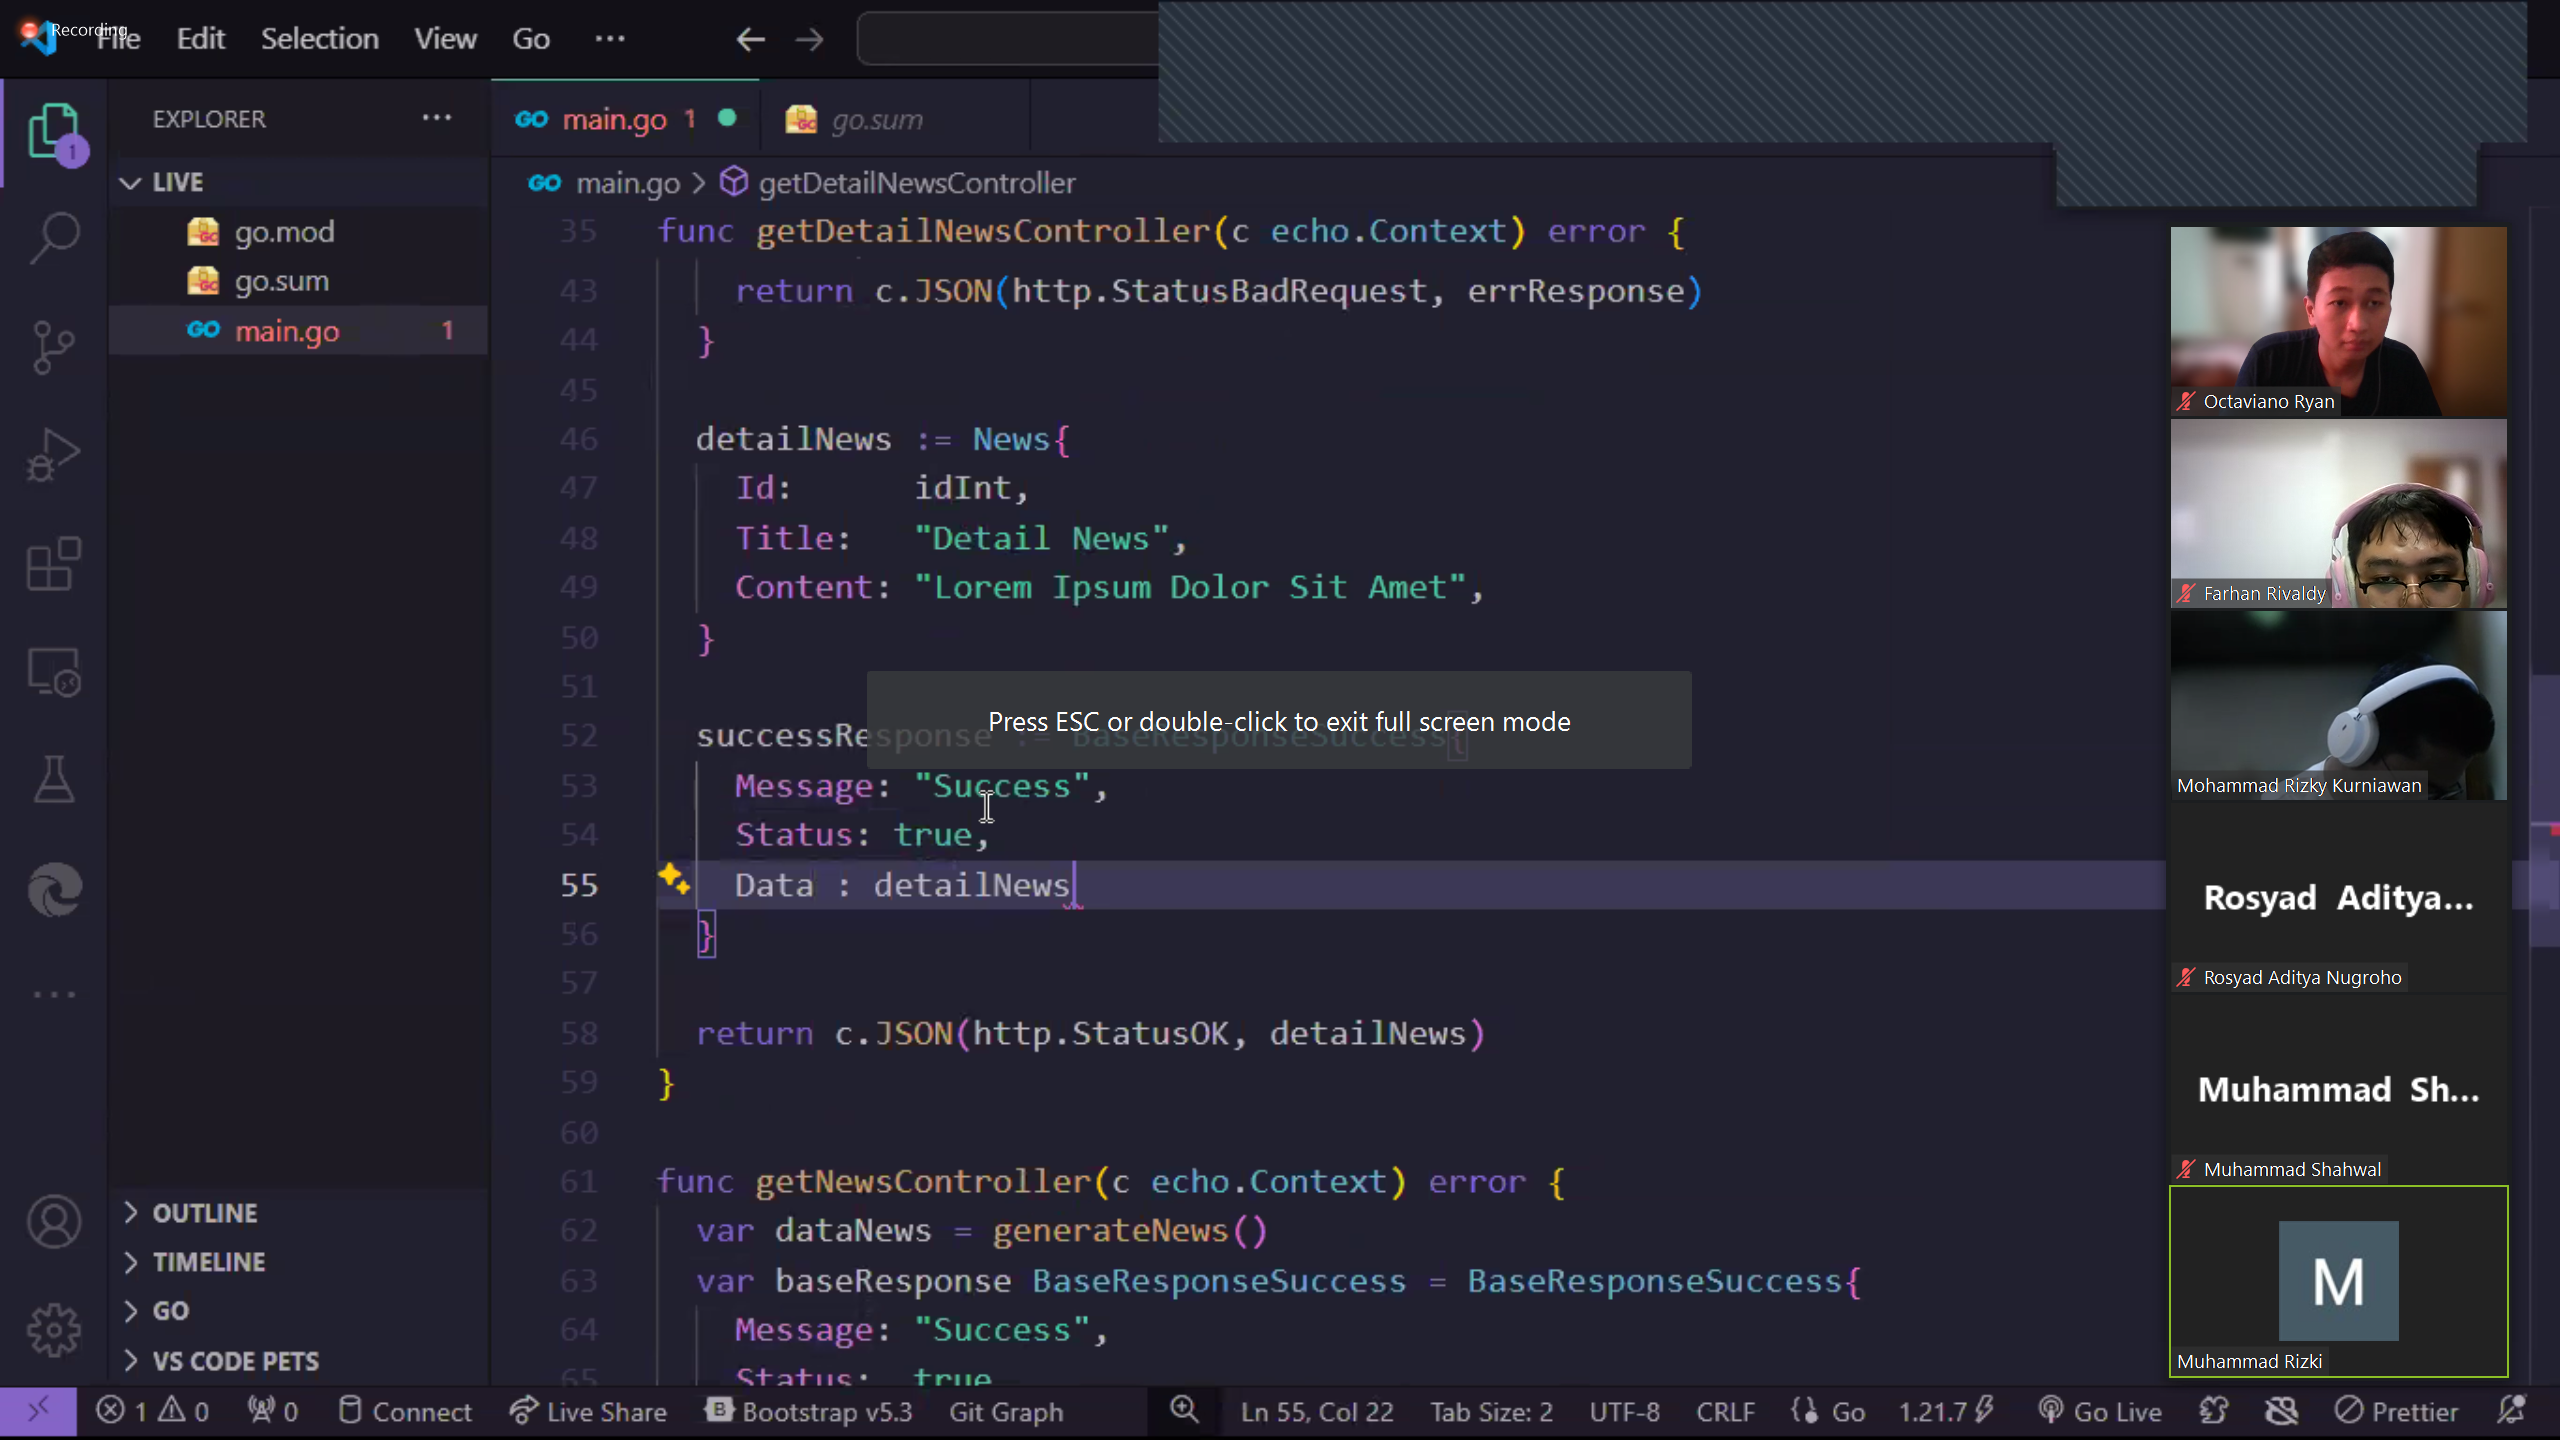 Recording
File Edit Selection View Go ···
EXPLORER ···
LIVE
go.mod
go.sum
main.go 1
OUTLINE
TIMELINE
GO
VS CODE PETS
1
GO main.go 1
GO go.sum
GO main.go > getDetailNewsController
35 func getDetailNewsController(c echo.Context) error {
43 return c.JSON(http.StatusBadRequest, errResponse)
44 }
45
46 detailNews := News{
47 Id: idInt,
48 Title: "Detail News",
49 Content: "Lorem Ipsum Dolor Sit Amet",
50 }
51
52 successResponse := BaseResponseSuccess{
Press ESC or double-click to exit full screen mode
53 Message: "Success",
54 Status: true,
55 Data : detailNews
56 }
57
58 return c.JSON(http.StatusOK, detailNews)
59 }
60
61 func getNewsController(c echo.Context) error {
62 var dataNews = generateNews()
63 var baseResponse BaseResponseSuccess = BaseResponseSuccess{
64 Message: "Success",
65 Status: true
Octaviano Ryan
Farhan Rivaldy
Mohammad Rizky Kurniawan
Rosyad Aditya...
Rosyad Aditya Nugroho
Muhammad Sh...
Muhammad Shahwal
M
Muhammad Rizki
1 0 0 Connect Live Share Bootstrap v5.3 Git Graph Ln 55, Col 22 Tab Size: 2 UTF-8 CRLF Go 1.21.7 Go Live Prettier